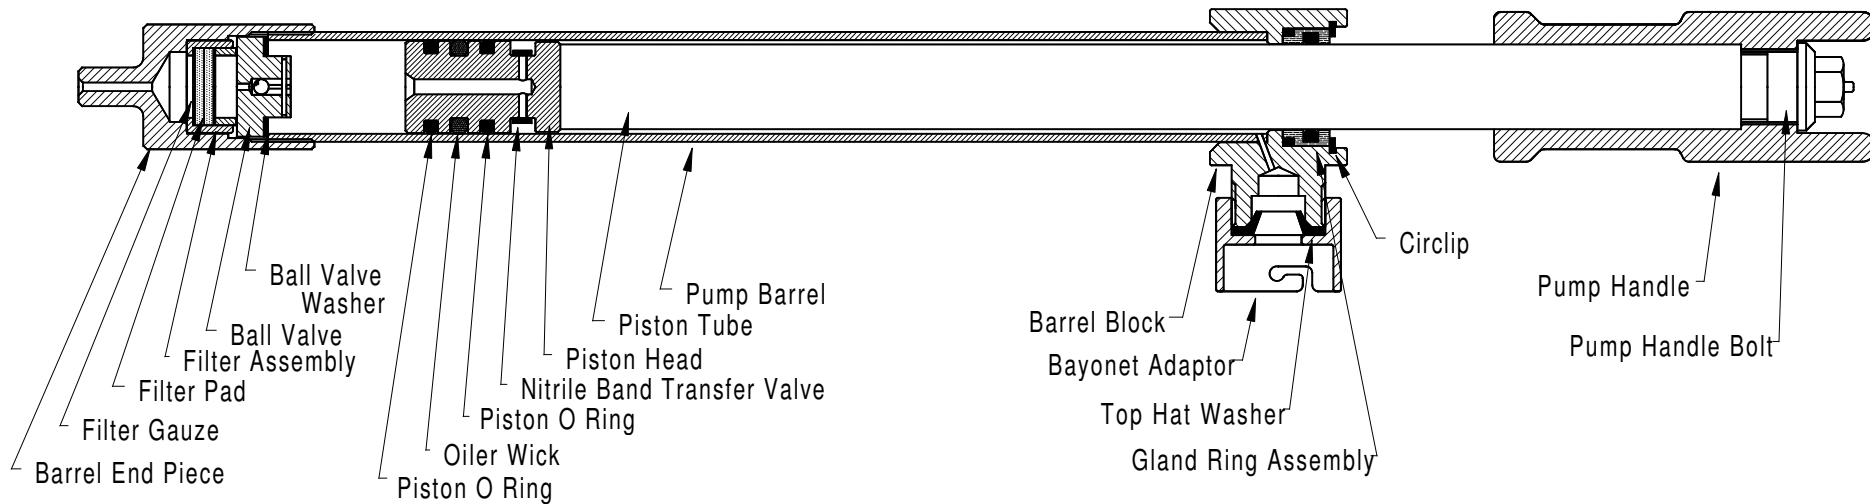 Ball Valve
Washer
Ball Valve
Filter Assembly
Filter Pad
Filter Gauze
Barrel End Piece
Pump Barrel
Piston Tube
Piston Head
Nitrile Band Transfer Valve
Piston O Ring
Oiler Wick
Piston O Ring
Circlip
Barrel Block
Bayonet Adaptor
Top Hat Washer
Gland Ring Assembly
Pump Handle
Pump Handle Bolt